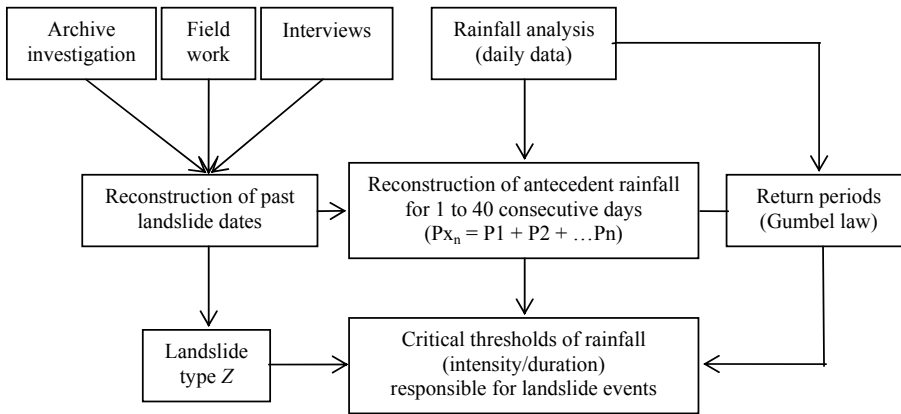 Archive
investigation
Field
work
Interviews
Rainfall analysis
(daily data)
Reconstruction of past
landslide dates
Reconstruction of antecedent rainfall
for 1 to 40 consecutive days
(Pxₙ = P1 + P2 + …Pn)
Return periods
(Gumbel law)
Landslide
type Z
Critical thresholds of rainfall
(intensity/duration)
responsible for landslide events